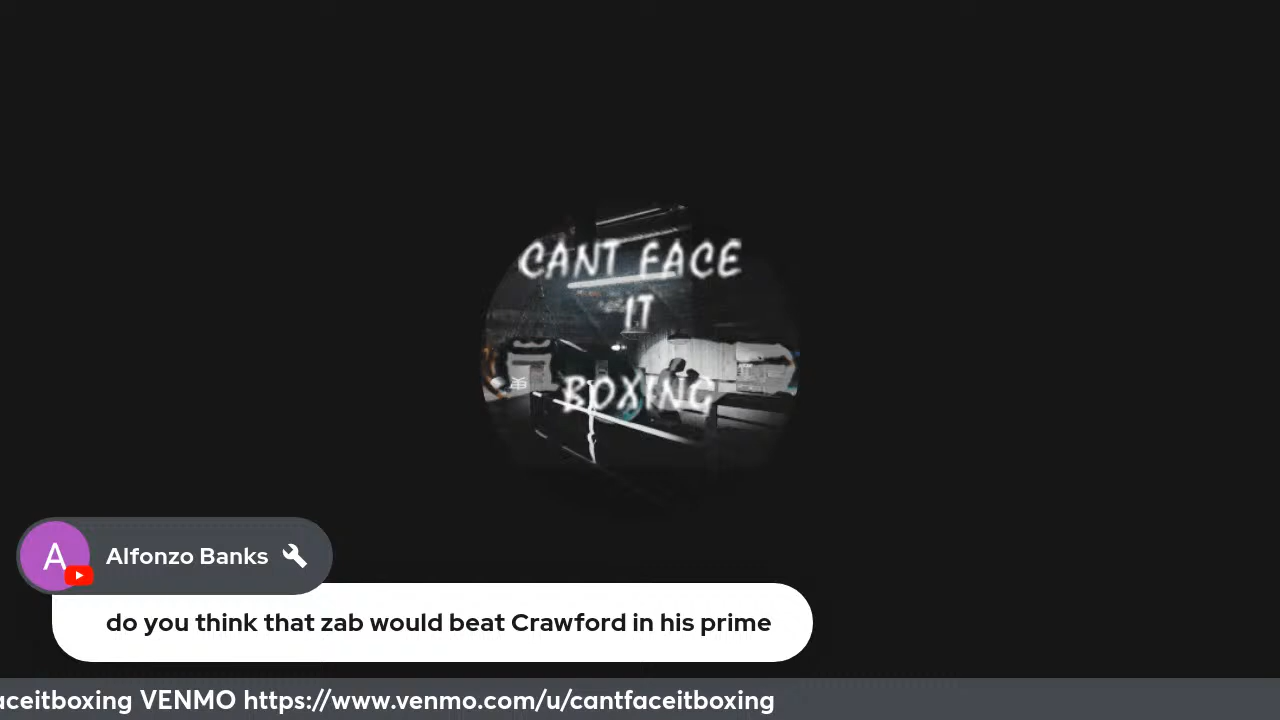 CANT FACE
IT
BOXING
A
Alfonzo Banks
do you think that zab would beat Crawford in his prime
aceitboxing VENMO https://www.venmo.com/u/cantfaceitboxing